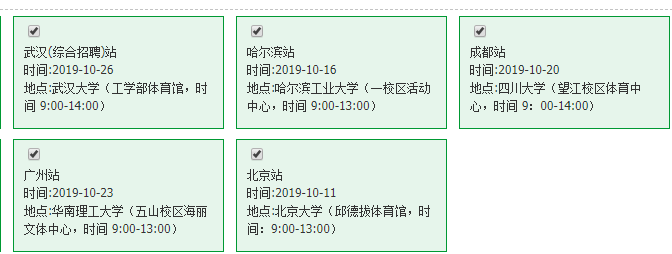 武汉(综合招聘)站
时间:2019-10-26
地点:武汉大学（工学部体育馆，时
间 9:00-14:00）
哈尔滨站
时间:2019-10-16
地点:哈尔滨工业大学（一校区活动
中心，时间 9:00-13:00）
成都站
时间:2019-10-20
地点:四川大学（望江校区体育中
心，时间 9：00-14:00）
广州站
时间:2019-10-23
地点:华南理工大学（五山校区海丽
文体中心，时间 9:00-13:00）
北京站
时间:2019-10-11
地点:北京大学（邱德拔体育馆，时
间：9:00-13:00）